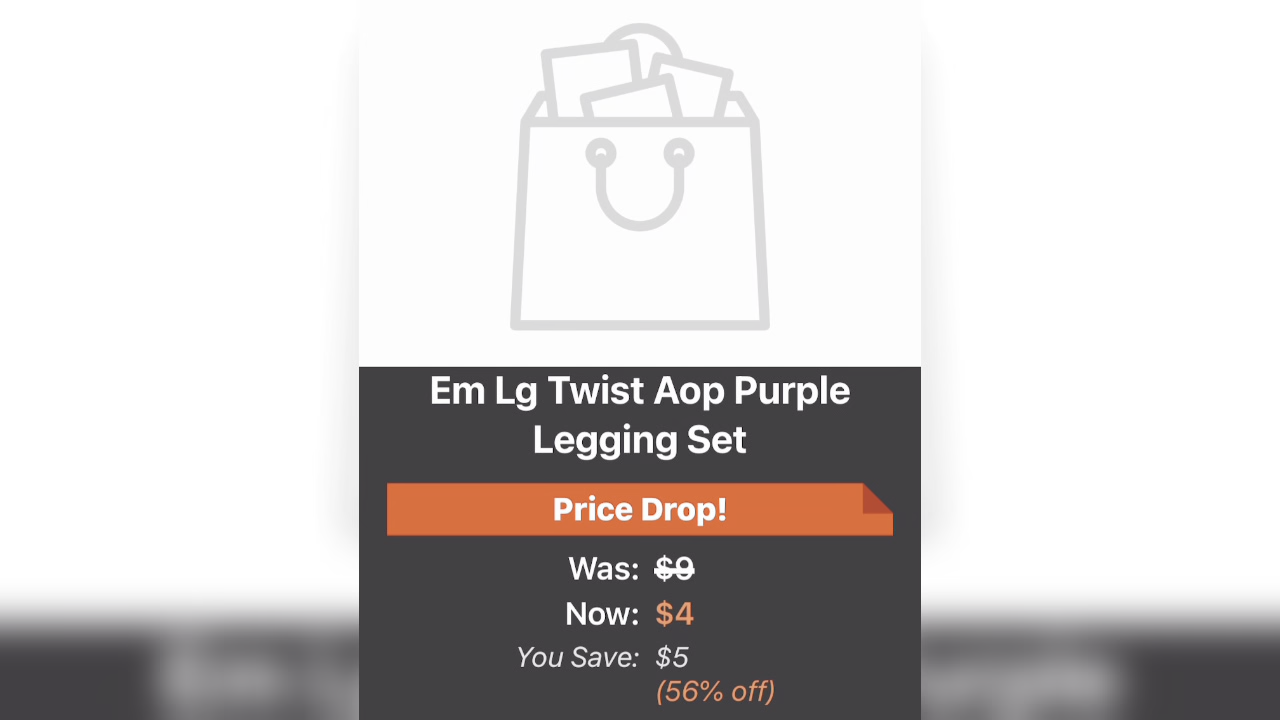 Em Lg Twist Aop Purple
Legging Set
Price Drop!
Was: $9
Now: $4
You Save: $5
(56% off)